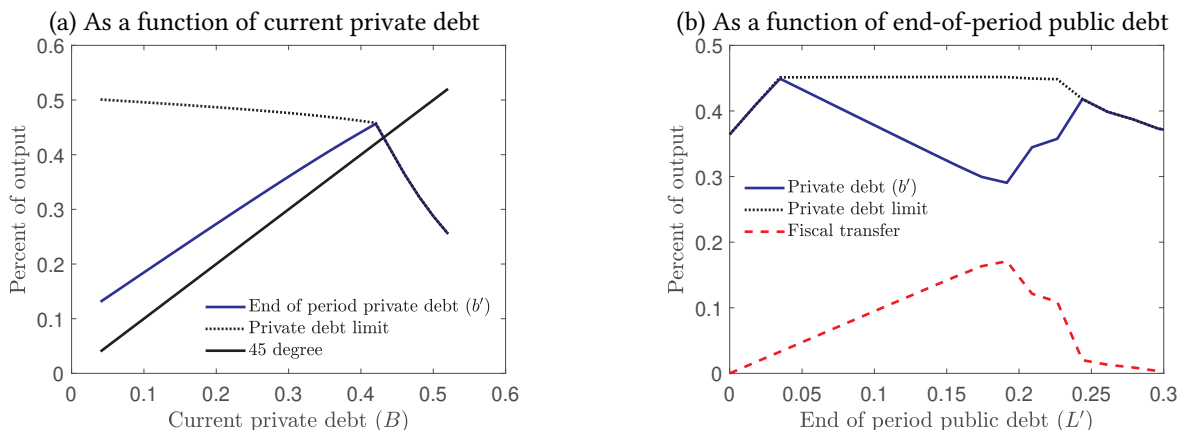 (a) As a function of current private debt
0.6
0.5
0.4
0.3
0.2
0.1
0
Percent of output
End of period private debt (b′)
Private debt limit
45 degree
0 0.1 0.2 0.3 0.4 0.5 0.6
Current private debt (B)
(b) As a function of end-of-period public debt
0.5
0.4
0.3
0.2
0.1
0
Percent of output
Private debt (b′)
Private debt limit
Fiscal transfer
0 0.05 0.1 0.15 0.2 0.25 0.3
End of period public debt (L′)